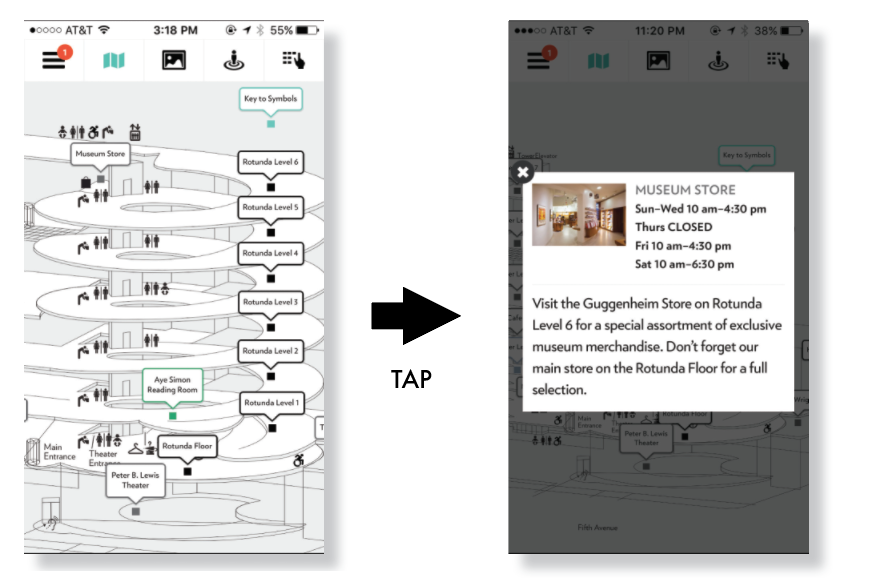 ●○○○○ AT&T 3:18 PM 55%
1
Key to Symbols
Museum Store
Rotunda Level 6
Rotunda Level 5
Rotunda Level 4
Rotunda Level 3
Rotunda Level 2
Aye Simon
Reading Room
Rotunda Level 1
T
Main
Entrance
Theater
Entrance
Rotunda Floor
Peter B. Lewis
Theater
TAP
●●●○○ AT&T 11:20 PM 38%
1
Tower Elevator
Key to Symbols
MUSEUM STORE
Sun–Wed 10 am–4:30 pm
Thurs CLOSED
Fri 10 am–4:30 pm
Sat 10 am–6:30 pm
Visit the Guggenheim Store on Rotunda
Level 6 for a special assortment of exclusive
museum merchandise. Don't forget our
main store on the Rotunda Floor for a full
selection.
Main
Entrance
Theater
Rotunda Floor
Peter B. Lewis
Theater
Fifth Avenue